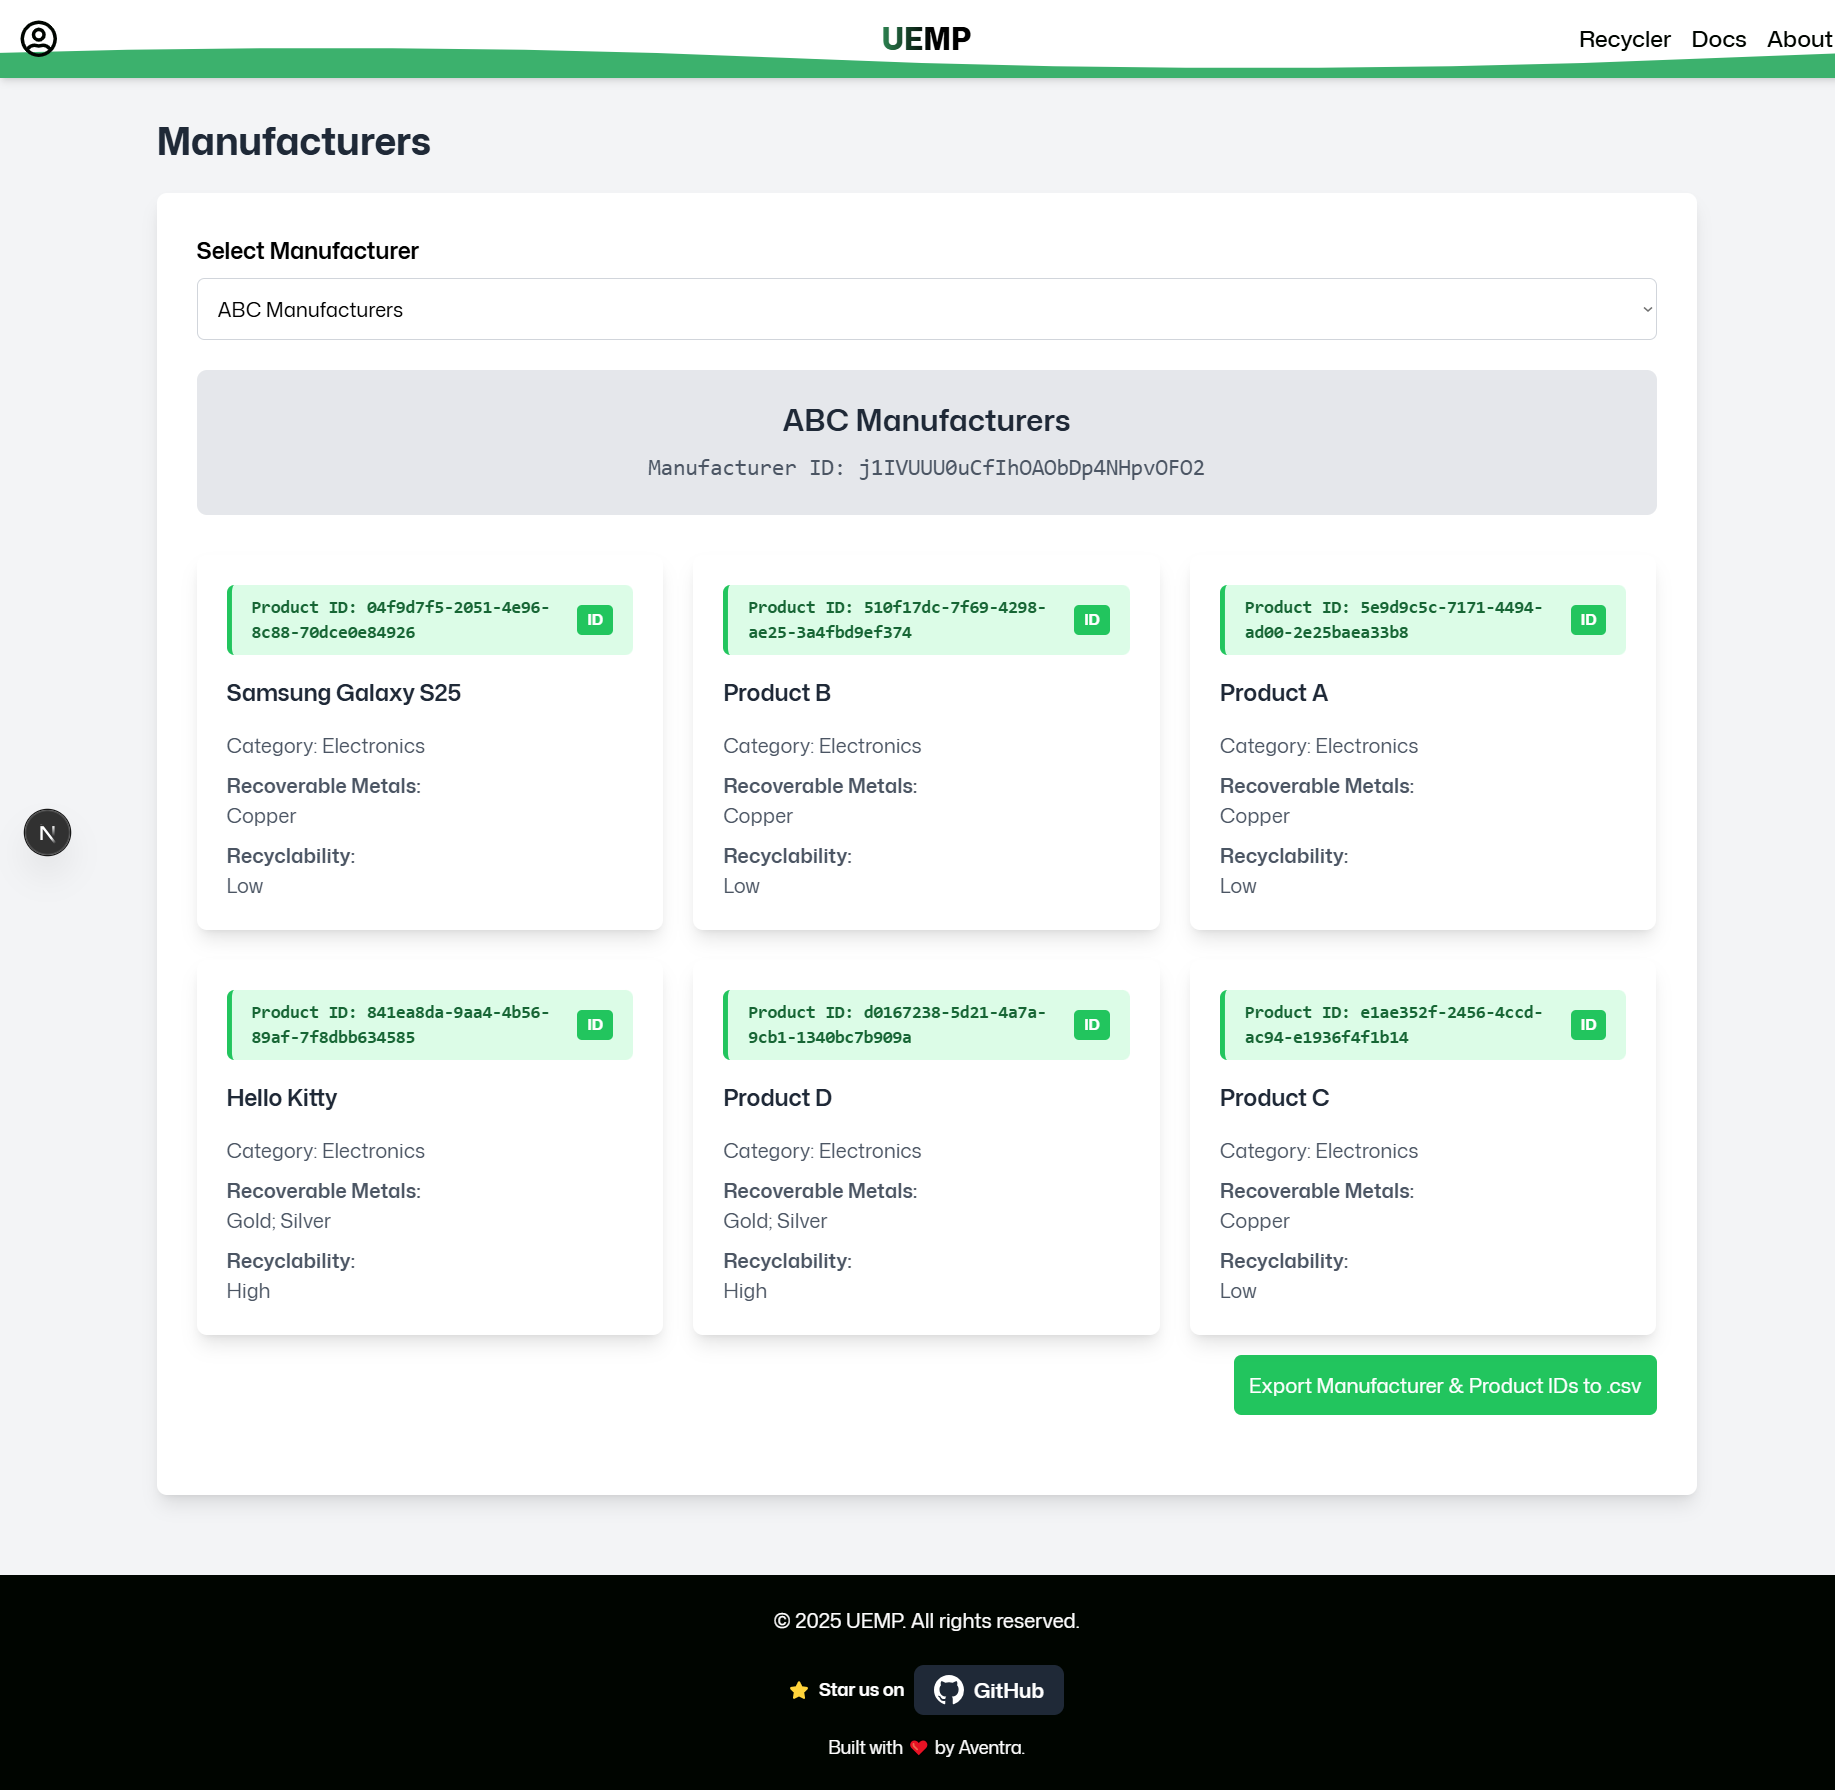 UEMP
Recycler Docs About
Manufacturers
Select Manufacturer
ABC Manufacturers
ABC Manufacturers
Manufacturer ID: j1IVUUU0uCfIhOAObDp4NHpvOFO2
Product ID: 04f9d7f5-2051-4e96-
8c88-70dce0e84926
ID
Samsung Galaxy S25
Category: Electronics
Recoverable Metals:
Copper
Recyclability:
Low
Product ID: 510f17dc-7f69-4298-
ae25-3a4fbd9ef374
ID
Product B
Category: Electronics
Recoverable Metals:
Copper
Recyclability:
Low
Product ID: 5e9d9c5c-7171-4494-
ad00-2e25baea33b8
ID
Product A
Category: Electronics
Recoverable Metals:
Copper
Recyclability:
Low
Product ID: 841ea8da-9aa4-4b56-
89af-7f8dbb634585
ID
Hello Kitty
Category: Electronics
Recoverable Metals:
Gold; Silver
Recyclability:
High
Product ID: d0167238-5d21-4a7a-
9cb1-1340bc7b909a
ID
Product D
Category: Electronics
Recoverable Metals:
Gold; Silver
Recyclability:
High
Product ID: e1ae352f-2456-4ccd-
ac94-e1936f4f1b14
ID
Product C
Category: Electronics
Recoverable Metals:
Copper
Recyclability:
Low
N
Export Manufacturer & Product IDs to .csv
© 2025 UEMP. All rights reserved.
⭐ Star us on GitHub
Built with ❤️ by Aventra.